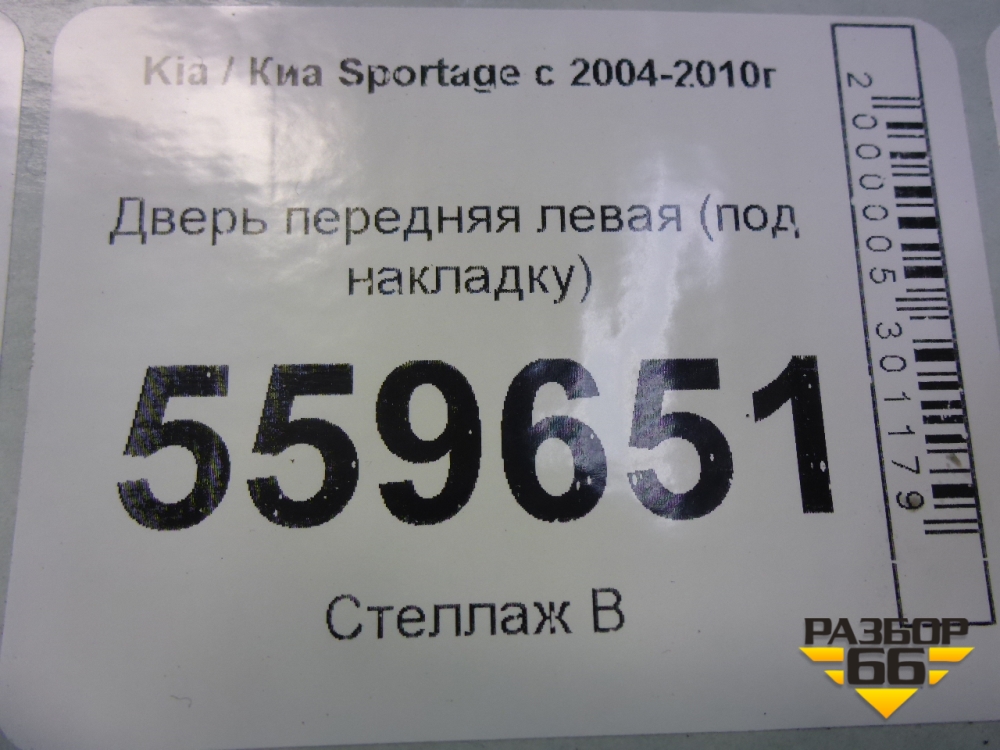 Kia / Киа Sportage с 2004-2010г
Дверь передняя левая (под
накладку)
559651
Стеллаж В
2000005301179
РАЗБОР
66